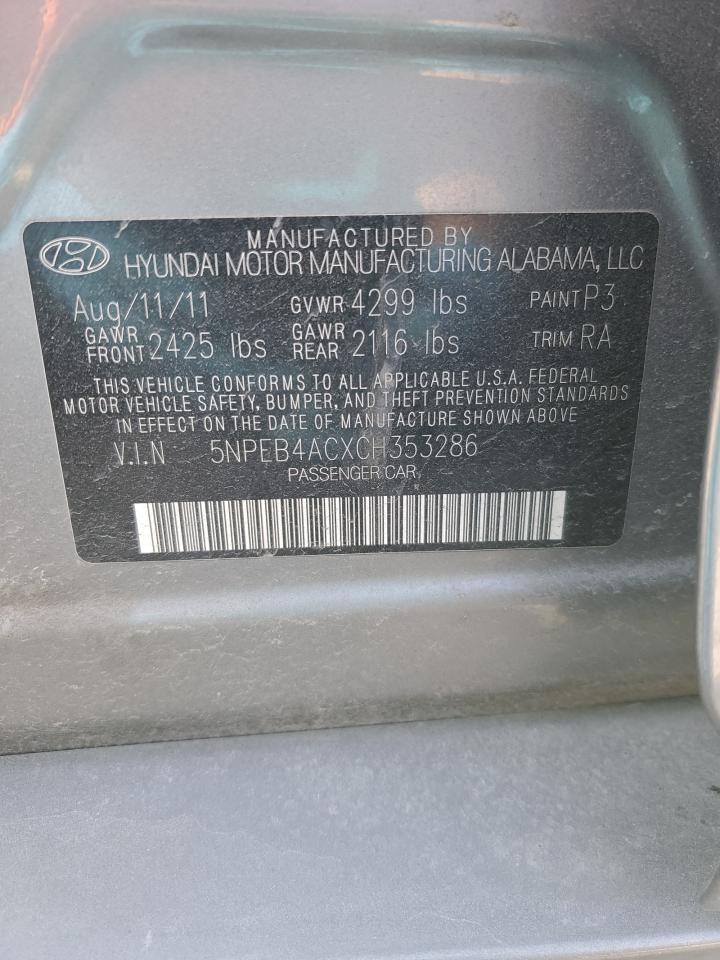 MANUFACTURED BY
HYUNDAI MOTOR MANUFACTURING ALABAMA, LLC
Aug/11/11 GVWR 4299 lbs PAINT P3
GAWR FRONT 2425 lbs GAWR REAR 2116 lbs TRIM RA
THIS VEHICLE CONFORMS TO ALL APPLICABLE U.S.A. FEDERAL
MOTOR VEHICLE SAFETY, BUMPER, AND THEFT PREVENTION STANDARDS
IN EFFECT ON THE DATE OF MANUFACTURE SHOWN ABOVE
V.I.N 5NPEB4ACXCH353286
PASSENGER CAR